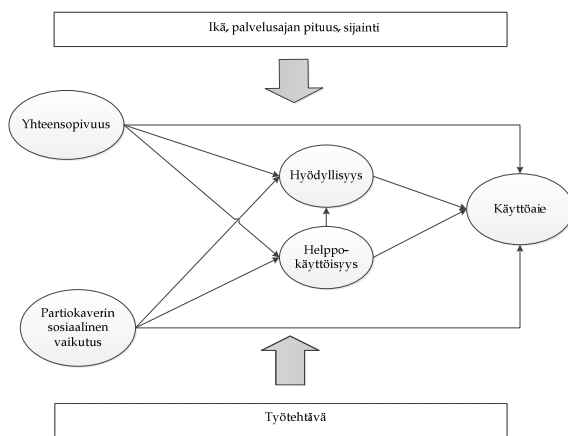 Ikä, palvelusajan pituus, sijainti
Yhteensopivuus
Hyödyllisyys
Käyttöaie
Helppo-
käyttöisyys
Partiokaverin
sosiaalinen
vaikutus
Työtehtävä